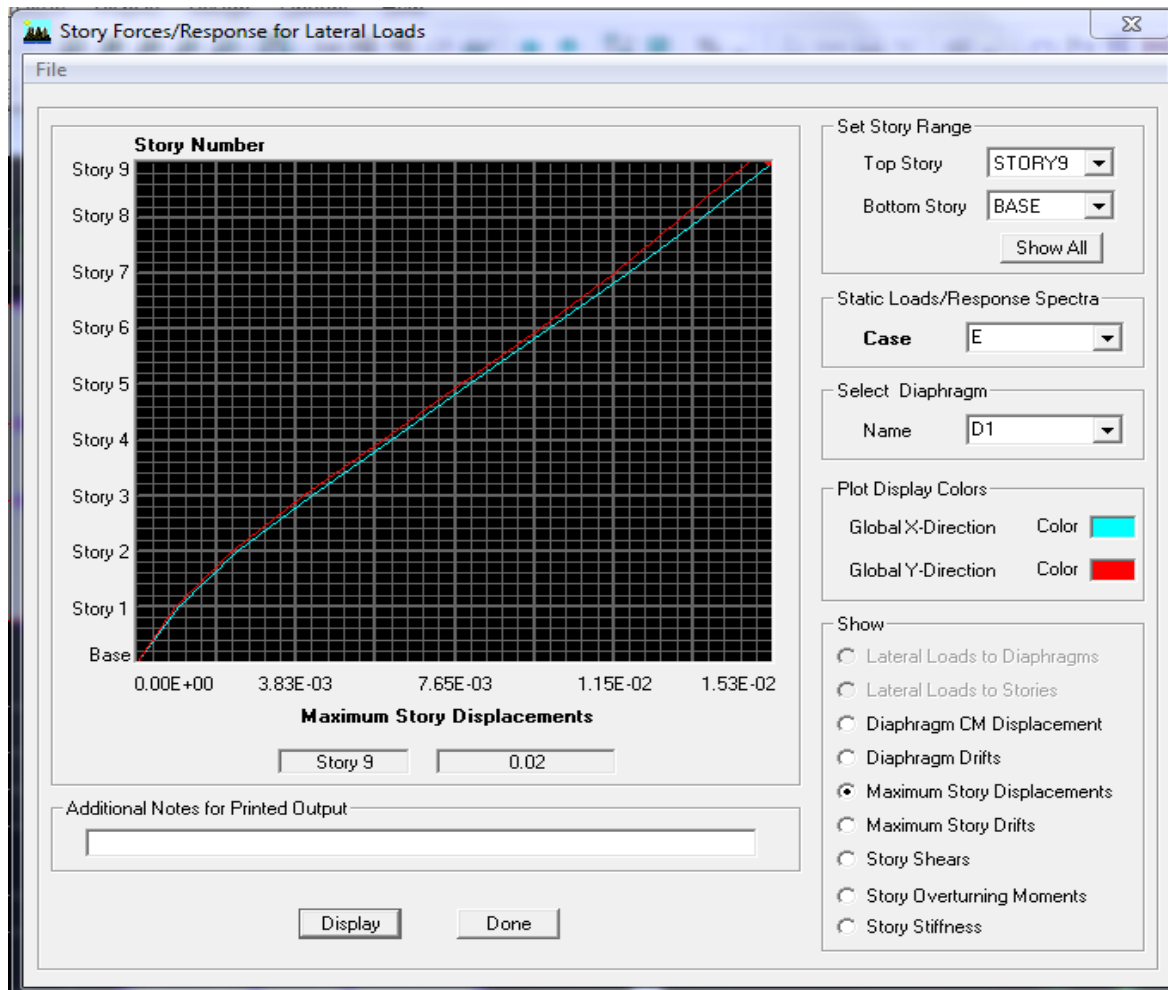 Story Forces/Response for Lateral Loads
File
Story Number
Story 9
Story 8
Story 7
Story 6
Story 5
Story 4
Story 3
Story 2
Story 1
Base
0.00E+00 3.83E-03 7.65E-03 1.15E-02 1.53E-02
Maximum Story Displacements
Story 9 0.02
Additional Notes for Printed Output
Display Done
Set Story Range
Top Story STORY9
Bottom Story BASE
Show All
Static Loads/Response Spectra
Case E
Select Diaphragm
Name D1
Plot Display Colors
Global X-Direction Color
Global Y-Direction Color
Show
Lateral Loads to Diaphragms
Lateral Loads to Stories
Diaphragm CM Displacement
Diaphragm Drifts
Maximum Story Displacements
Maximum Story Drifts
Story Shears
Story Overturning Moments
Story Stiffness